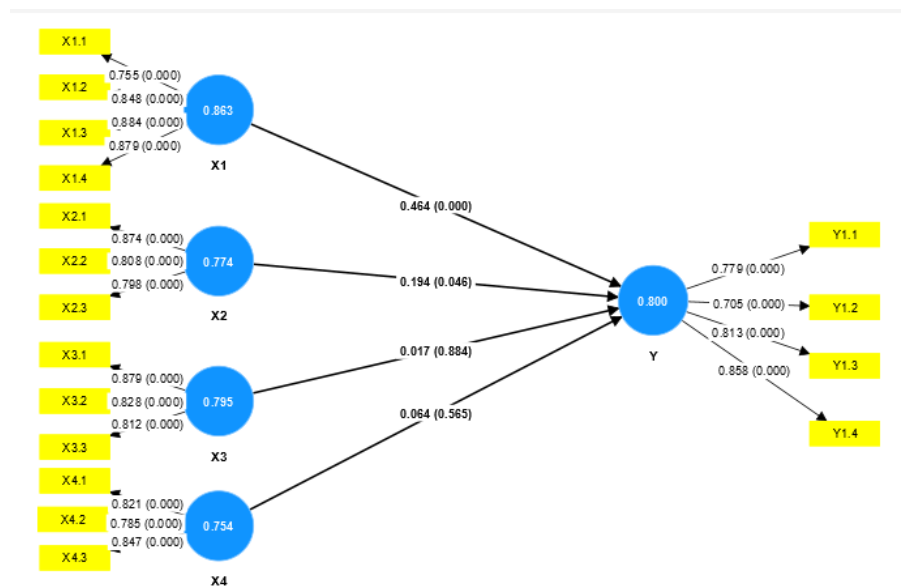 X1.1
X1.2
X1.3
X1.4
0.755 (0.000)
0.848 (0.000)
0.884 (0.000)
0.879 (0.000)
0.863
X1
X2.1
X2.2
X2.3
0.874 (0.000)
0.808 (0.000)
0.798 (0.000)
0.774
X2
X3.1
X3.2
X3.3
0.879 (0.000)
0.828 (0.000)
0.812 (0.000)
0.795
X3
X4.1
X4.2
X4.3
0.821 (0.000)
0.785 (0.000)
0.847 (0.000)
0.754
X4
0.464 (0.000)
0.194 (0.046)
0.017 (0.884)
0.064 (0.565)
0.800
Y
0.779 (0.000)
0.705 (0.000)
0.813 (0.000)
0.858 (0.000)
Y1.1
Y1.2
Y1.3
Y1.4